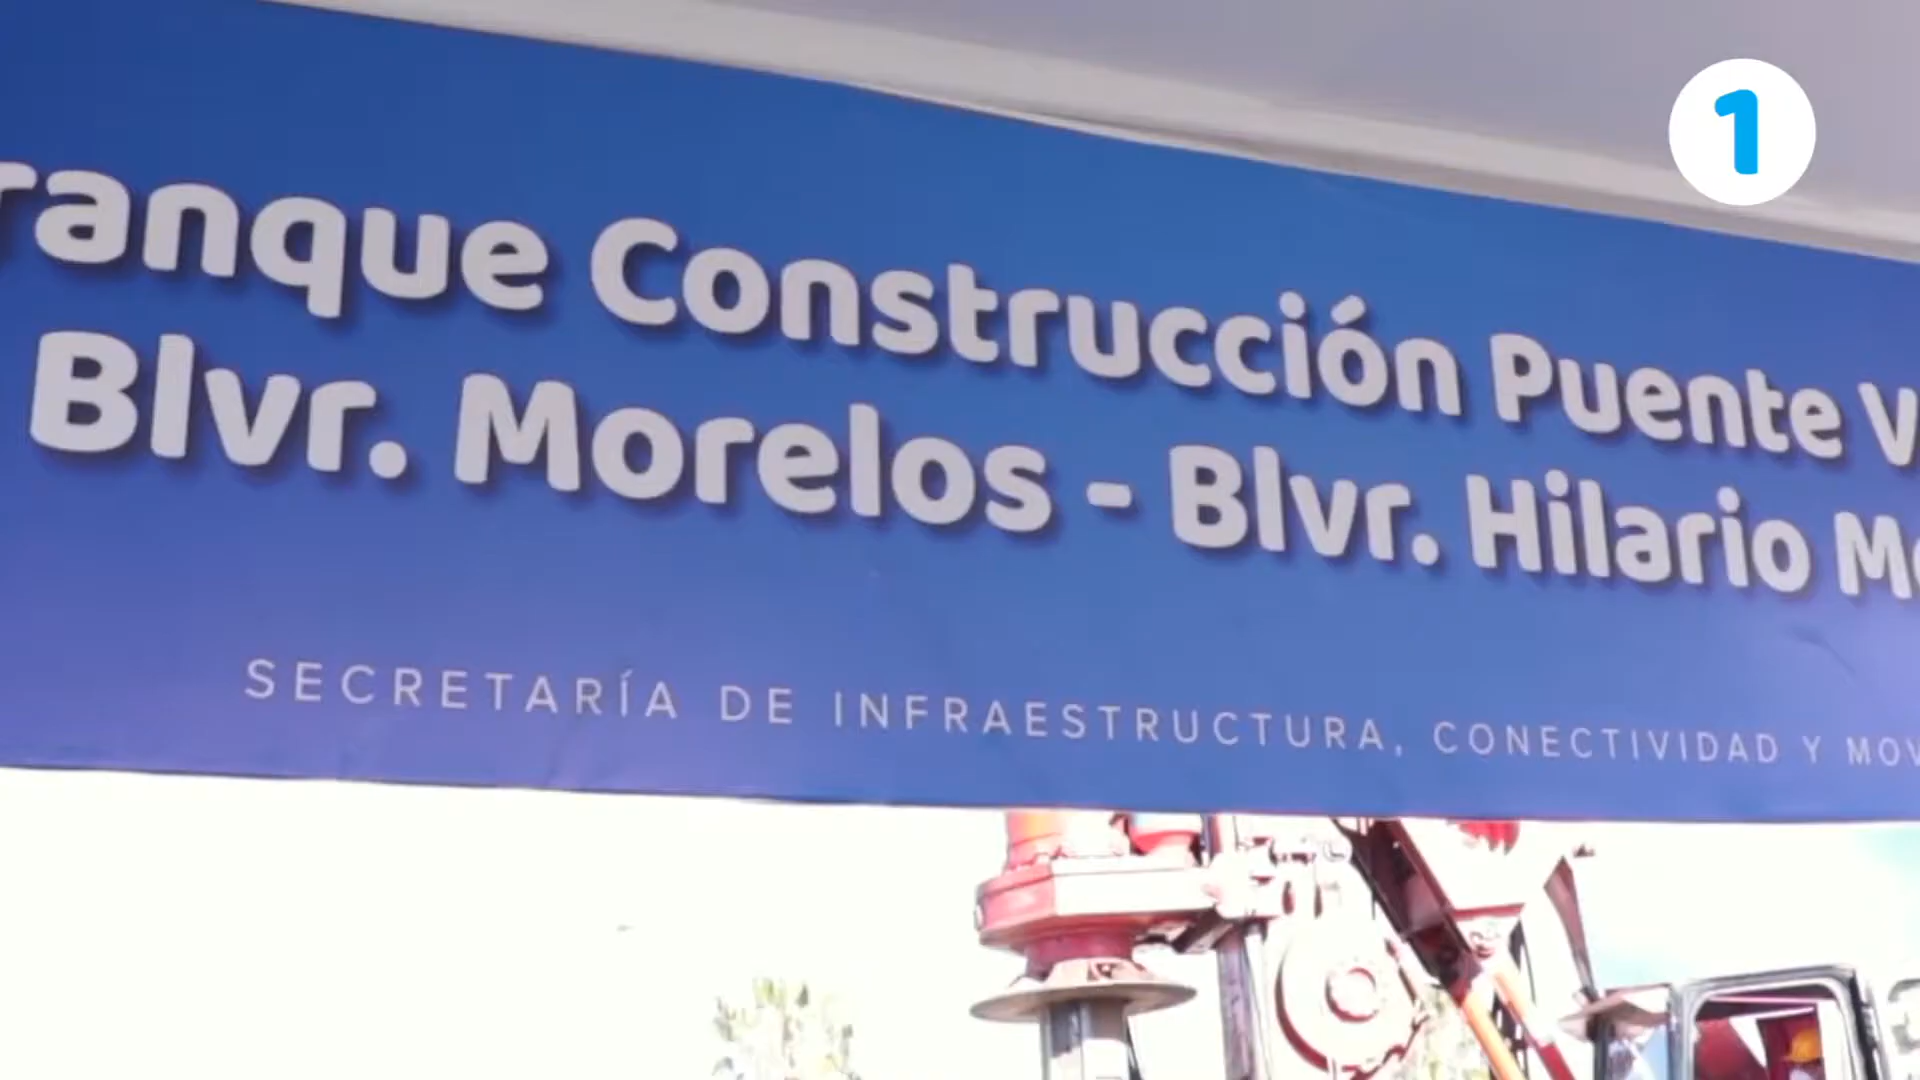 ranque Construcción Puente V
Blvr. Morelos - Blvr. Hilario M
SECRETARÍA DE INFRAESTRUCTURA, CONECTIVIDAD Y MOV
1